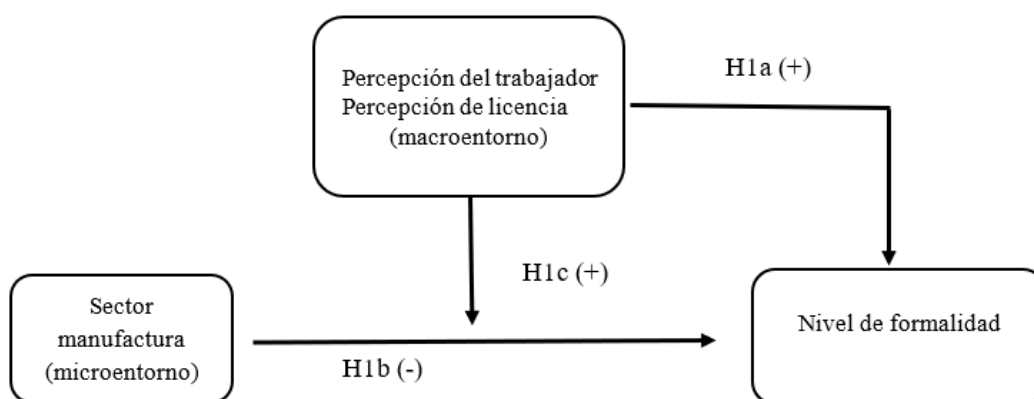 Percepción del trabajador
Percepción de licencia
(macroentorno)
H1a (+)
H1c (+)
Sector
manufactura
(microentorno)
H1b (-)
Nivel de formalidad